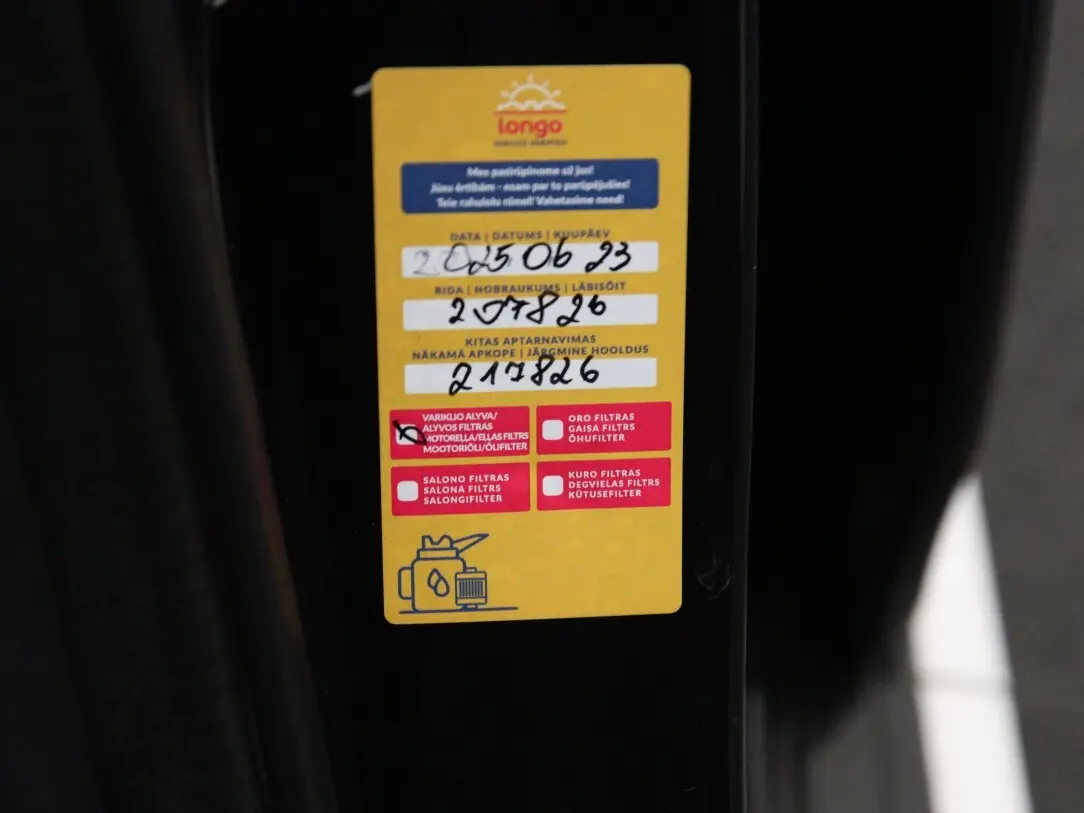 longo
Mes pasirūpinome už jus!
Jūsu ērtībām - esam par to parūpējušies!
Teie rahulolu nimel! Vahetasime need!
DATA | DATUMS | KUUPÄEV
2025 06 23
RIDA | NOBRAUKUMS | LÄBISÕIT
207826
KITAS APTARNAVIMAS
NĀKAMĀ APKOPE | JÄRGMINE HOOLDUS
217826
VARIKLIO ALYVA/
ALYVOS FILTRAS
MOTORELLA/ELLAS FILTRS
MOOTORIÕLI/ÕLIFILTER
ORO FILTRAS
GAISA FILTRS
ÕHUFILTER
SALONO FILTRAS
SALONA FILTRS
SALONGIFILTER
KURO FILTRAS
DEGVIELAS FILTRS
KÜTUSEFILTER